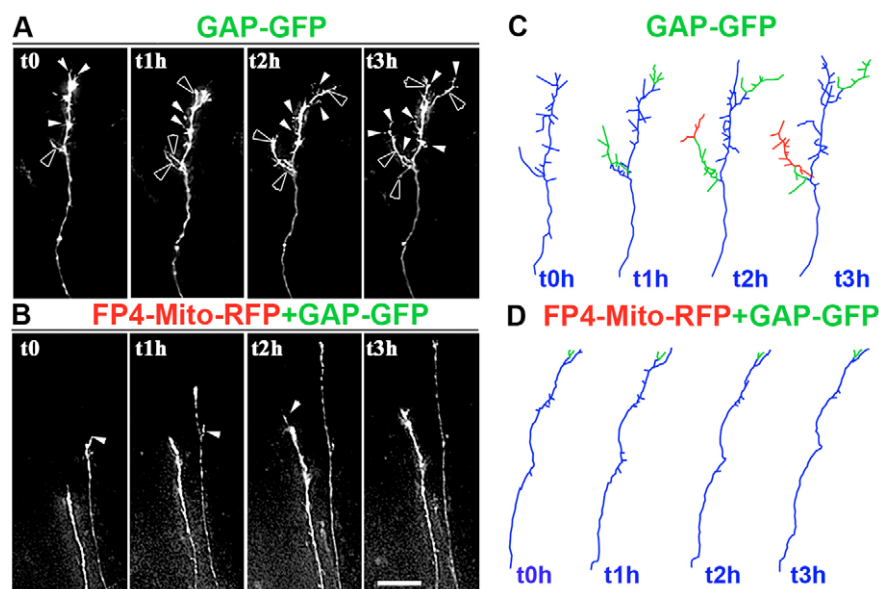 A GAP-GFP
t0 t1h t2h t3h
B FP4-Mito-RFP+GAP-GFP
t0 t1h t2h t3h
C GAP-GFP
t0h t1h t2h t3h
D FP4-Mito-RFP+GAP-GFP
t0h t1h t2h t3h